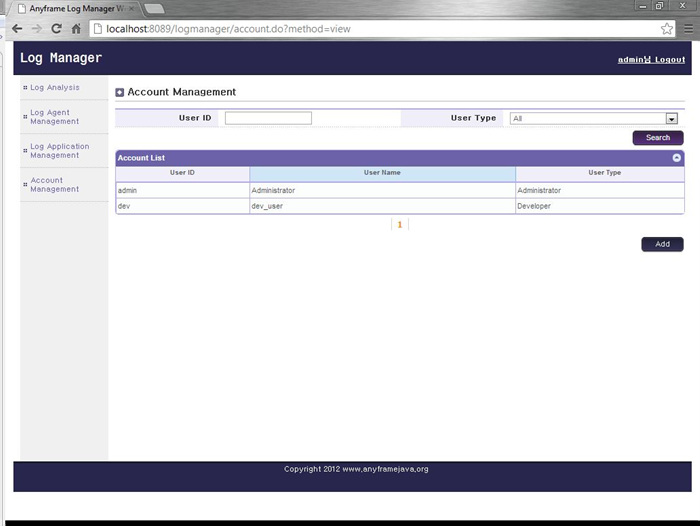 Anyframe Log Manager W
localhost:8089/logmanager/account.do?method=view
Log Manager
admin님 Logout
Log Analysis
Log Agent
Management
Log Application
Management
Account
Management
Account Management
User ID
User Type
All
Search
Account List
User ID User Name User Type
admin Administrator Administrator
dev dev_user Developer
1
Add
Copyright 2012 www.anyframejava.org